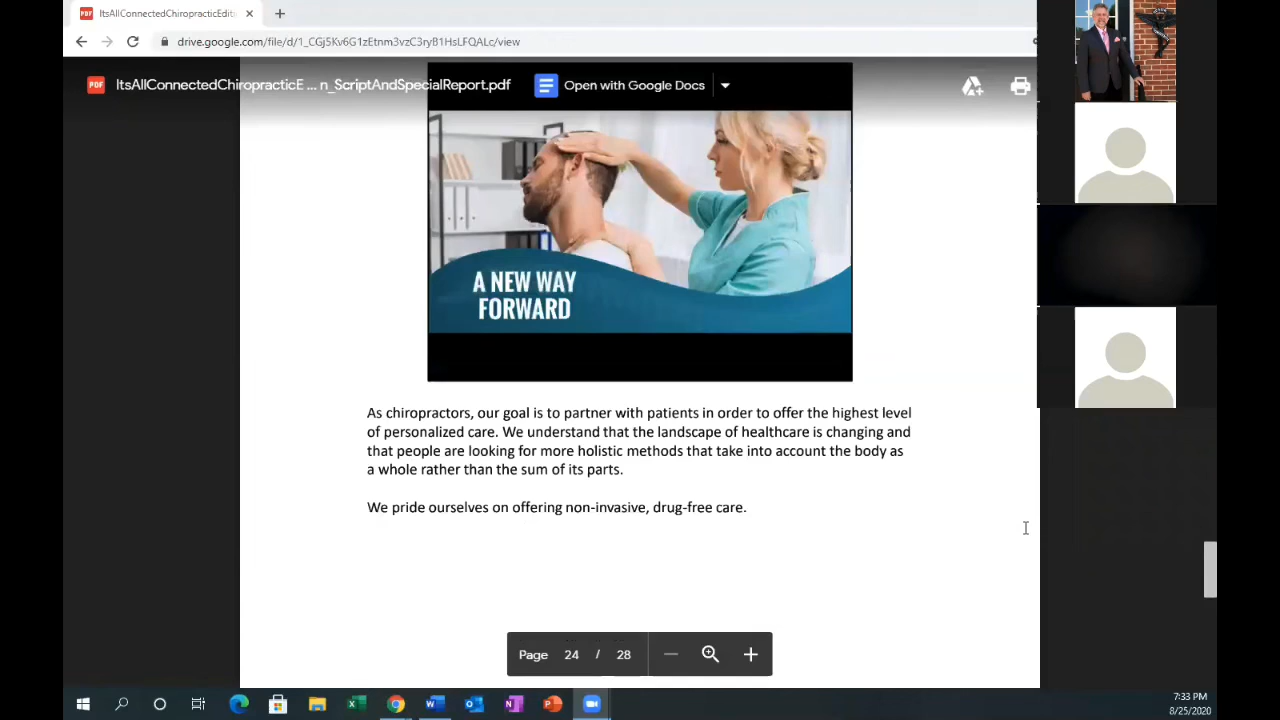 ItsAllConnectedChiropracticEditi
drive.google.com/file/d/1_CGj5Kv6G1zEtnm3vzC3ryBFHsLFQALc/view
PDF
ItsAllConnectedChiropracticE ... n_ScriptAndSpecialReport.pdf
Open with Google Docs
A NEW WAY
FORWARD
As chiropractors, our goal is to partner with patients in order to offer the highest level
of personalized care. We understand that the landscape of healthcare is changing and
that people are looking for more holistic methods that take into account the body as
a whole rather than the sum of its parts.
We pride ourselves on offering non-invasive, drug-free care.
Page 24 / 28
7:33 PM
8/25/2020